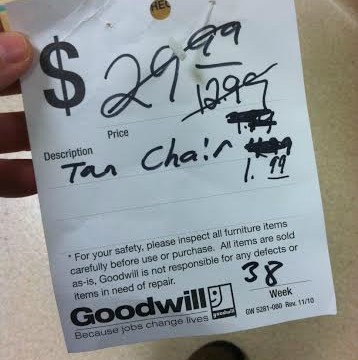 REL
$ 29.99
12.99
Price
Description
Tan Chair
1.99
* For your safety, please inspect all furniture items
carefully before use or purchase. All items are sold
as-is, Goodwill is not responsible for any defects or
items in need of repair.
38
Week
Goodwill goodwill
Because jobs change lives
GW 5281-080 Rev. 11/10